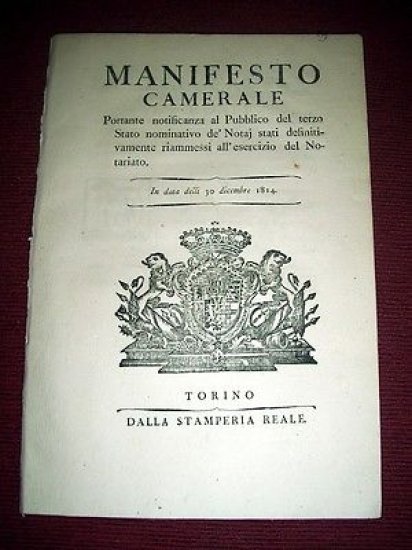 MANIFESTO
CAMERALE
Portante notificanza al Pubblico del terzo
Stato nominativo de' Notaj stati definiti-
vamente riammessi all' esercizio del No-
tariato.
In data delli 30 dicembre 1814.
TORINO
DALLA STAMPERIA REALE.